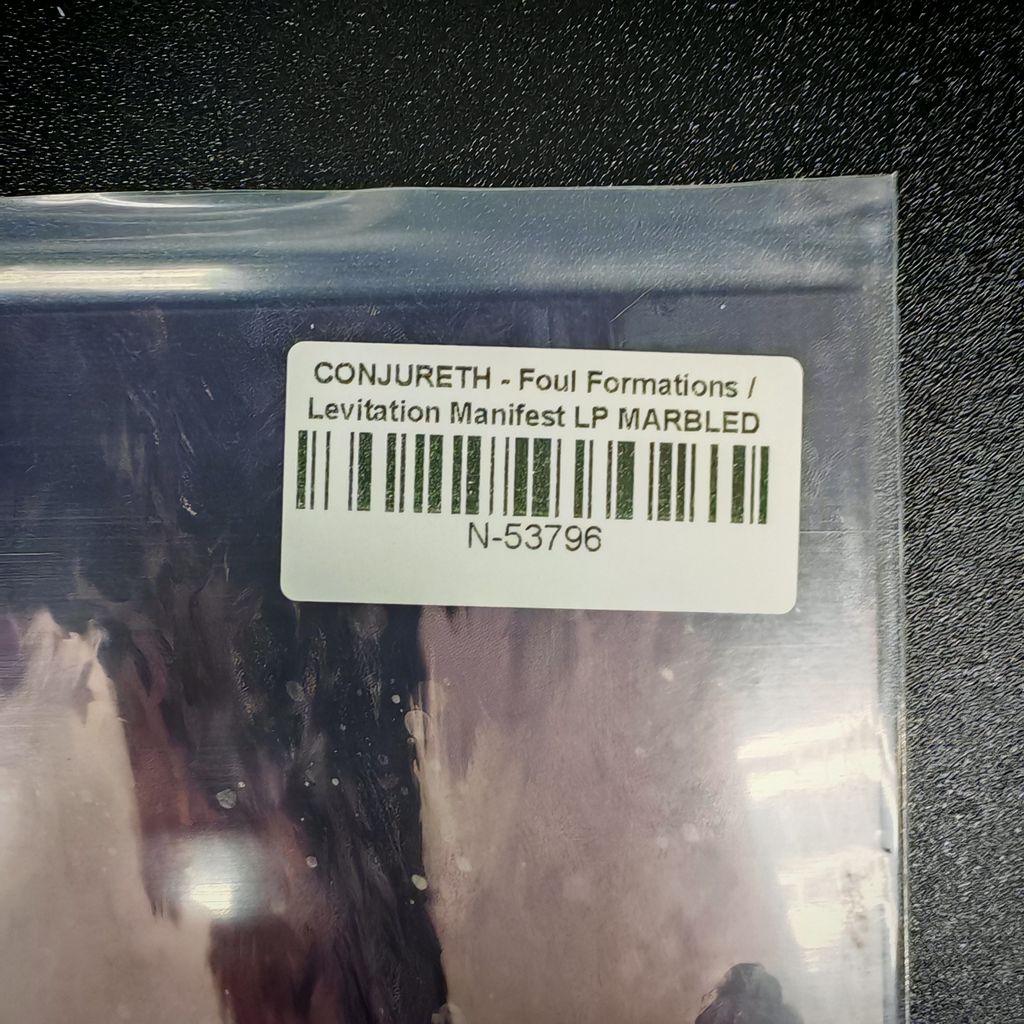 CONJURETH - Foul Formations /
Levitation Manifest LP MARBLED
N-53796